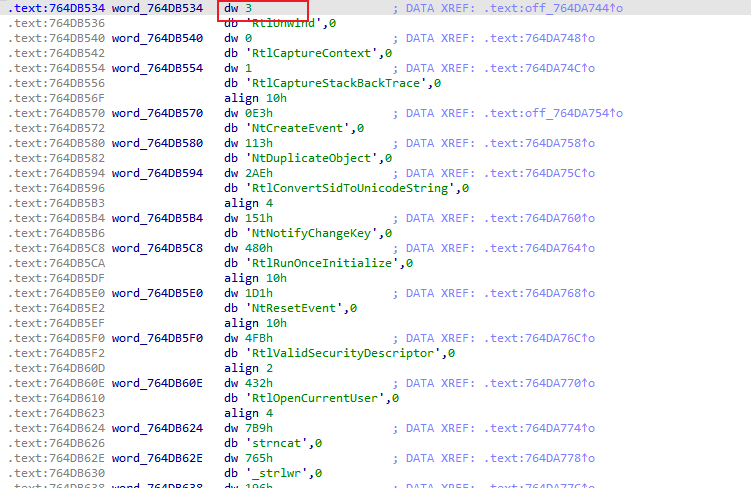 .text:764DB534 word_764DB534 dw 3 ; DATA XREF: .text:off_764DA744↑o
.text:764DB536 db 'RtlUnwind',0
.text:764DB540 word_764DB540 dw 0 ; DATA XREF: .text:764DA748↑o
.text:764DB542 db 'RtlCaptureContext',0
.text:764DB554 word_764DB554 dw 1 ; DATA XREF: .text:764DA74C↑o
.text:764DB556 db 'RtlCaptureStackBackTrace',0
.text:764DB56F align 10h
.text:764DB570 word_764DB570 dw 0E3h ; DATA XREF: .text:off_764DA754↑o
.text:764DB572 db 'NtCreateEvent',0
.text:764DB580 word_764DB580 dw 113h ; DATA XREF: .text:764DA758↑o
.text:764DB582 db 'NtDuplicateObject',0
.text:764DB594 word_764DB594 dw 2AEh ; DATA XREF: .text:764DA75C↑o
.text:764DB596 db 'RtlConvertSidToUnicodeString',0
.text:764DB5B3 align 4
.text:764DB5B4 word_764DB5B4 dw 151h ; DATA XREF: .text:764DA760↑o
.text:764DB5B6 db 'NtNotifyChangeKey',0
.text:764DB5C8 word_764DB5C8 dw 480h ; DATA XREF: .text:764DA764↑o
.text:764DB5CA db 'RtlRunOnceInitialize',0
.text:764DB5DF align 10h
.text:764DB5E0 word_764DB5E0 dw 1D1h ; DATA XREF: .text:764DA768↑o
.text:764DB5E2 db 'NtResetEvent',0
.text:764DB5EF align 10h
.text:764DB5F0 word_764DB5F0 dw 4FBh ; DATA XREF: .text:764DA76C↑o
.text:764DB5F2 db 'RtlValidSecurityDescriptor',0
.text:764DB60D align 2
.text:764DB60E word_764DB60E dw 432h ; DATA XREF: .text:764DA770↑o
.text:764DB610 db 'RtlOpenCurrentUser',0
.text:764DB623 align 4
.text:764DB624 word_764DB624 dw 7B9h ; DATA XREF: .text:764DA774↑o
.text:764DB626 db 'strncat',0
.text:764DB62E word_764DB62E dw 765h ; DATA XREF: .text:764DA778↑o
.text:764DB630 db '_strlwr',0
.text:764DB638 word_764DB638 dw 196h ; DATA XREF: .text:764DA77C↑o